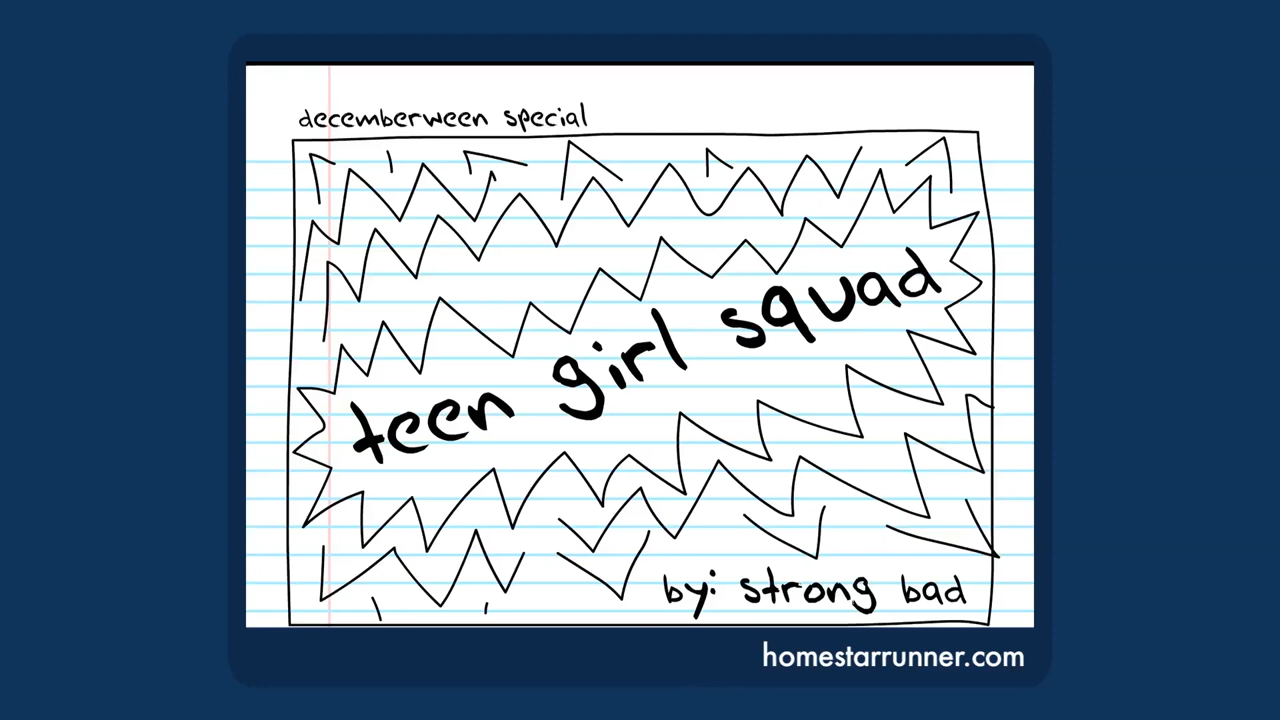 decemberween special
teen girl squad
by: strong bad
homestarrunner.com